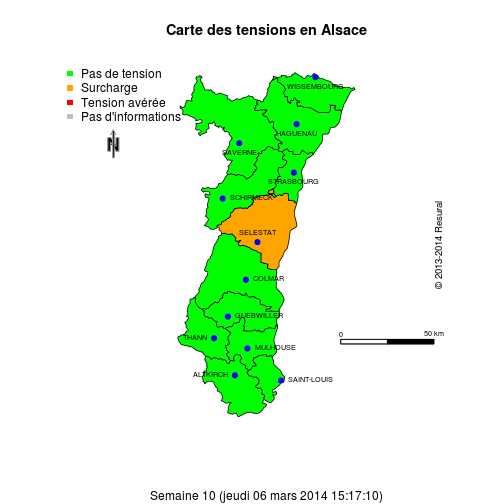 Carte des tensions en Alsace
Pas de tension
Surcharge
Tension avérée
Pas d'informations
N
WISSEMBOURG
HAGUENAU
SAVERNE
STRASBOURG
SCHIRMECK
SELESTAT
COLMAR
GUEBWILLER
THANN
MULHOUSE
ALTKIRCH
SAINT-LOUIS
0 50 km
© 2013-2014 Resural
Semaine 10 (jeudi 06 mars 2014 15:17:10)